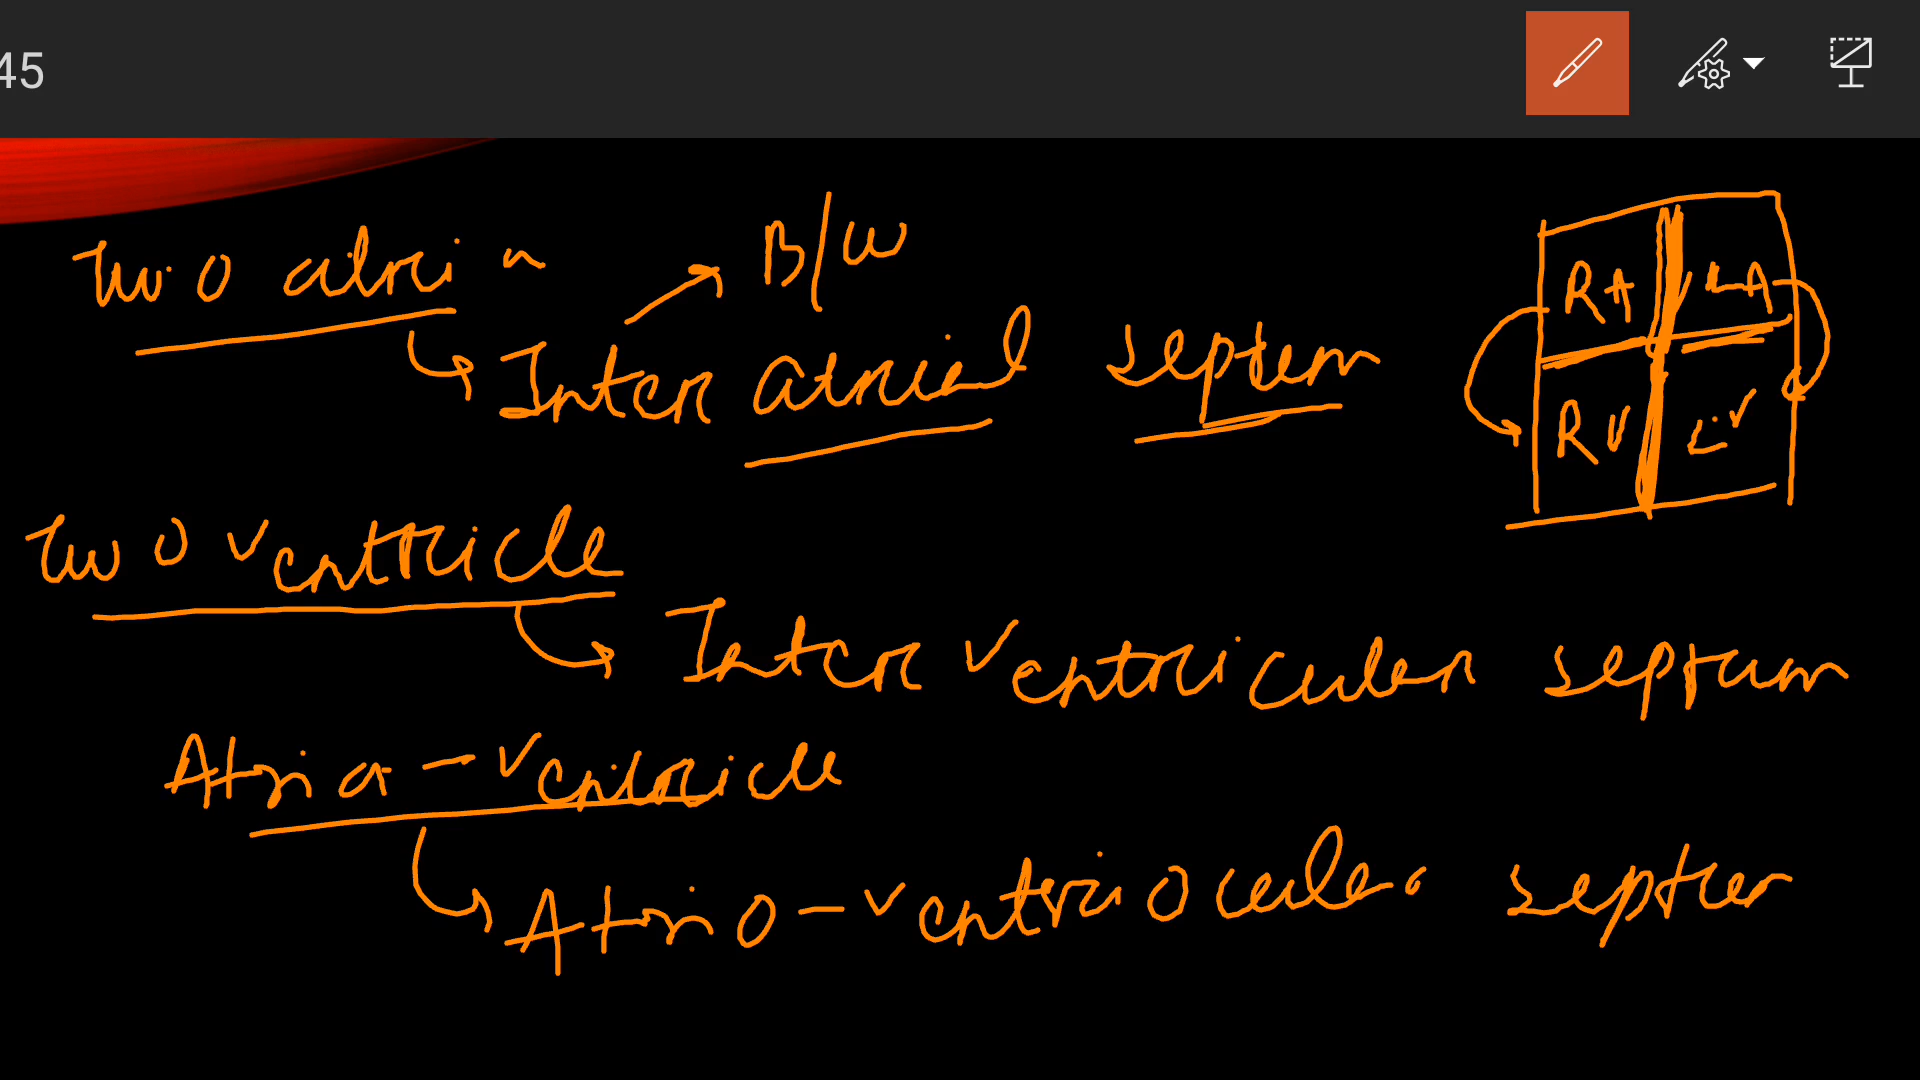 45
Two atria
B/W
Inter atrial septum
RA LA
RV LV
Two ventricle
Inter ventricular septum
Atria - ventricle
Atrio - ventriocular septum